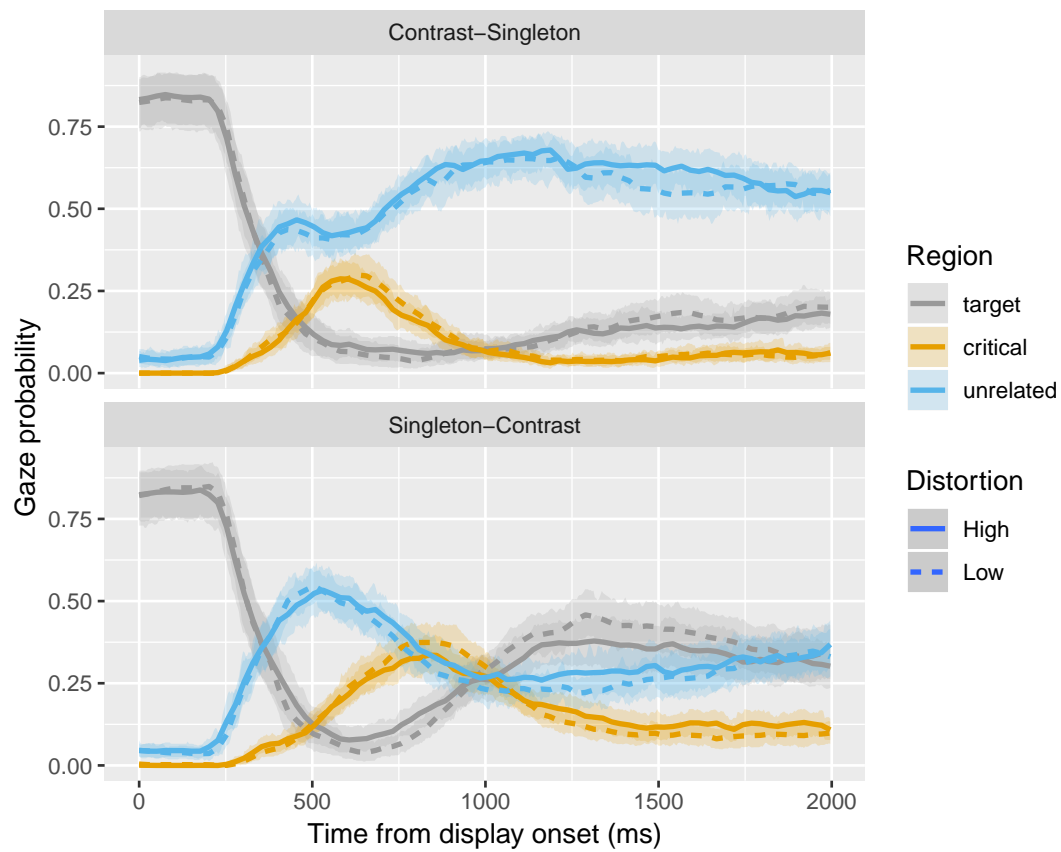 Contrast−Singleton
0.75
0.50
0.25
0.00
Singleton−Contrast
0.75
0.50
0.25
0.00
0
500
1000
1500
2000
Time from display onset (ms)
Gaze probability
Region
target
critical
unrelated
Distortion
High
Low